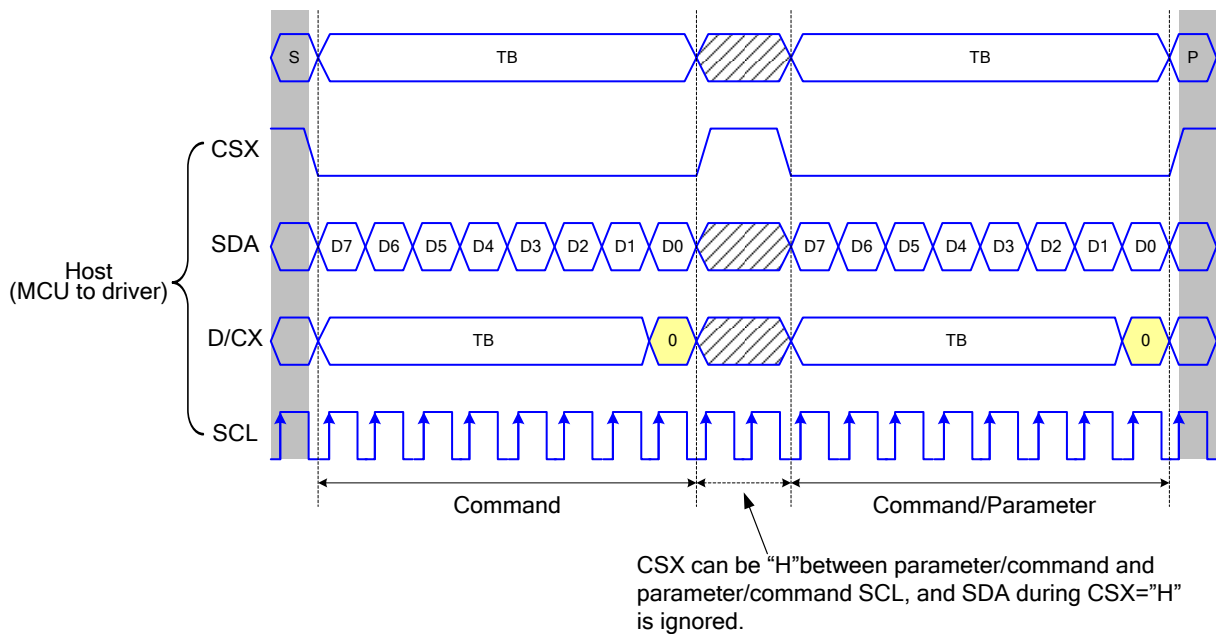 S TB TB P
CSX
SDA D7 D6 D5 D4 D3 D2 D1 D0 D7 D6 D5 D4 D3 D2 D1 D0
Host
(MCU to driver)
D/CX TB 0 TB 0
SCL
Command Command/Parameter
CSX can be “H”between parameter/command and
parameter/command SCL, and SDA during CSX=”H”
is ignored.